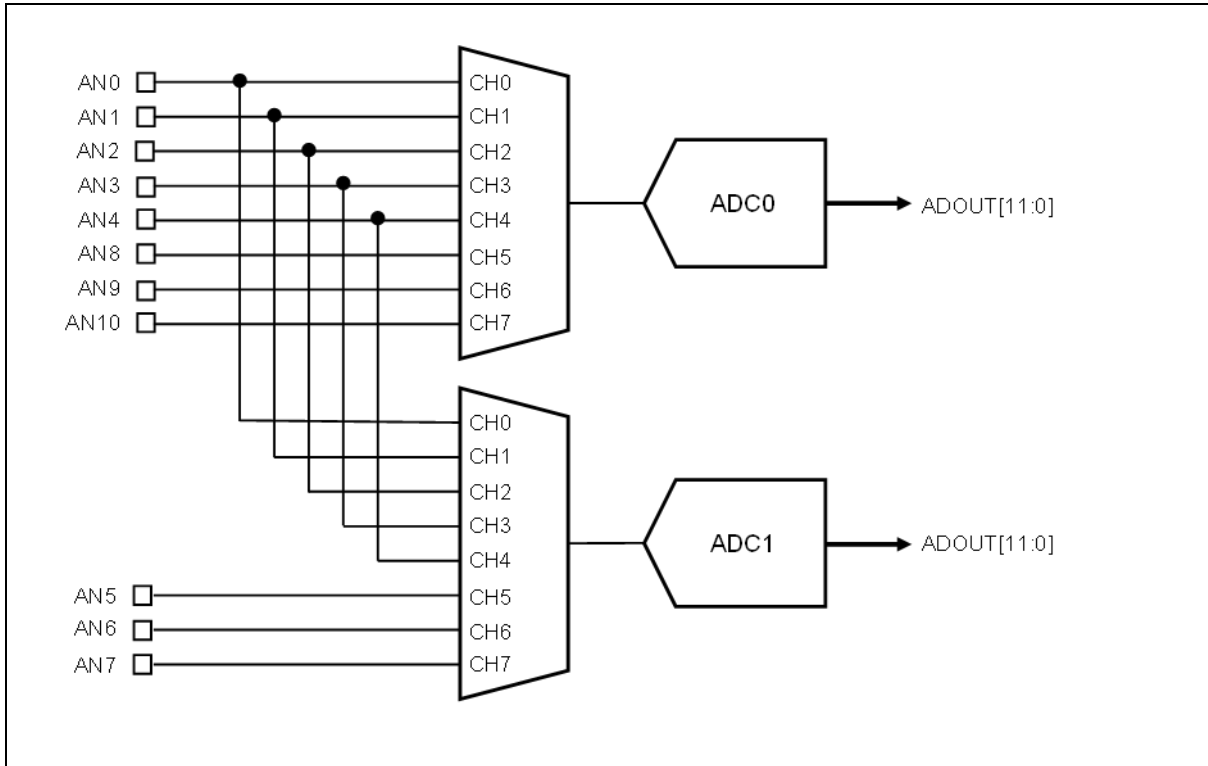 AN0
AN1
AN2
AN3
AN4
AN8
AN9
AN10
CH0
CH1
CH2
CH3
CH4
CH5
CH6
CH7
ADC0
ADOUT[11:0]
AN5
AN6
AN7
CH0
CH1
CH2
CH3
CH4
CH5
CH6
CH7
ADC1
ADOUT[11:0]